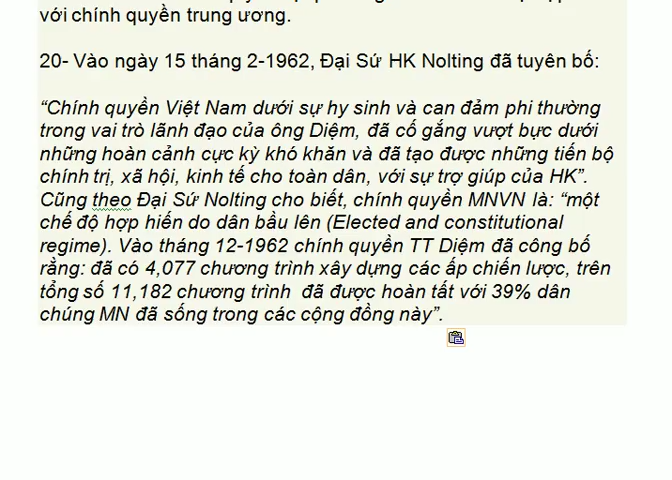 với chính quyền trung ương.
20- Vào ngày 15 tháng 2-1962, Đại Sứ HK Nolting đã tuyên bố:
“Chính quyền Việt Nam dưới sự hy sinh và can đảm phi thường
trong vai trò lãnh đạo của ông Diệm, đã cố gắng vượt bực dưới
những hoàn cảnh cực kỳ khó khăn và đã tạo được những tiến bộ
chính trị, xã hội, kinh tế cho toàn dân, với sự trợ giúp của HK”.
Cũng theo Đại Sứ Nolting cho biết, chính quyền MNVN là: “một
chế độ hợp hiến do dân bầu lên (Elected and constitutional
regime). Vào tháng 12-1962 chính quyền TT Diệm đã công bố
rằng: đã có 4,077 chương trình xây dựng các ấp chiến lược, trên
tổng số 11,182 chương trình  đã được hoàn tất với 39% dân
chúng MN đã sống trong các cộng đồng này”.